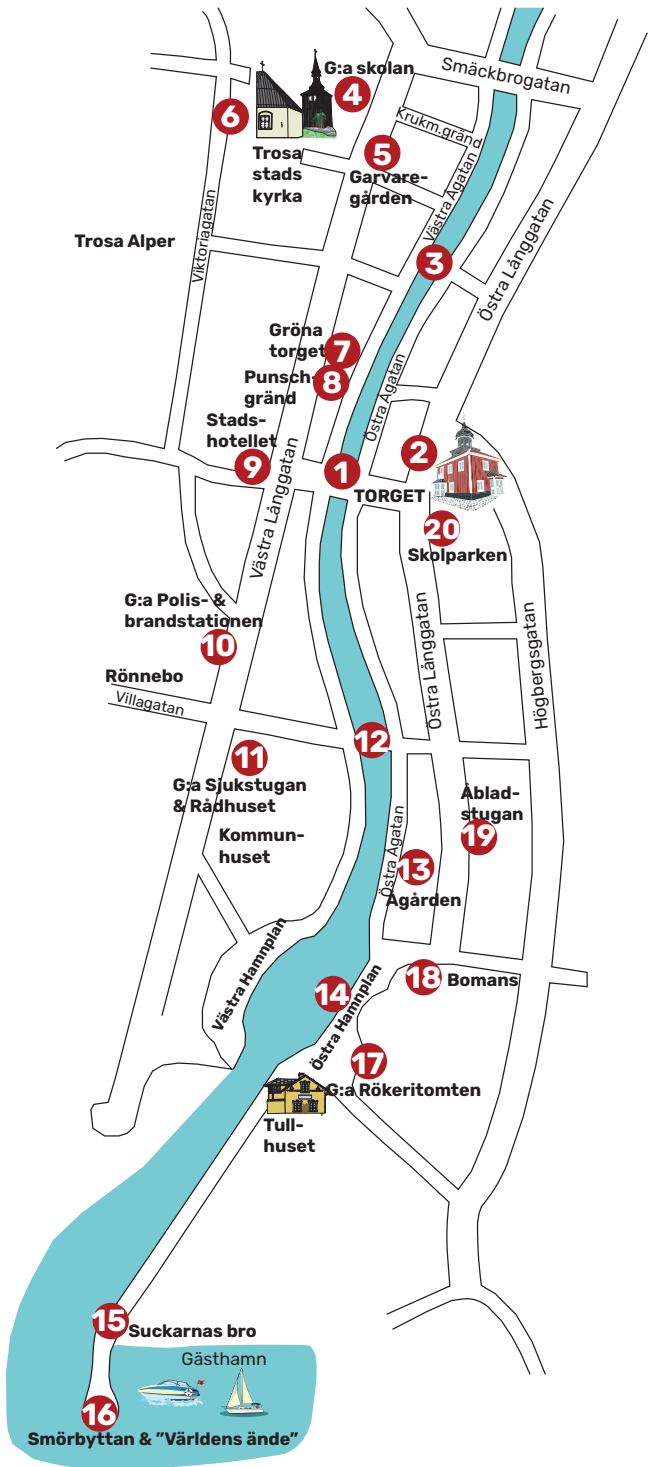 Smäckbrogatan
G:a skolan
4
6
Krukm.gränd
5
Trosa
stads
kyrka
Garvare-
gården
Västra Ågatan
Viktoriagatan
Trosa Alper
3
Östra Långgatan
Gröna
torget
7
Punsch-
gränd
8
Östra Ågatan
Stads-
hotellet
9
Västra Långgatan
1
2
TORGET
20
Skolparken
G:a Polis- &
brandstationen
10
Östra Långgatan
Högbergsgatan
Rönnebo
Villagatan
12
11
G:a Sjukstugan
& Rådhuset
Kommun-
huset
Åblad-
stugan
19
Östra Ågatan
13
Ågården
Västra Hamnplan
14
Östra Hamnplan
18
Bomans
17
G:a Rökeritomten
Tull-
huset
15
Suckarnas bro
Gästhamn
16
Smörbyttan & ”Världens ände”